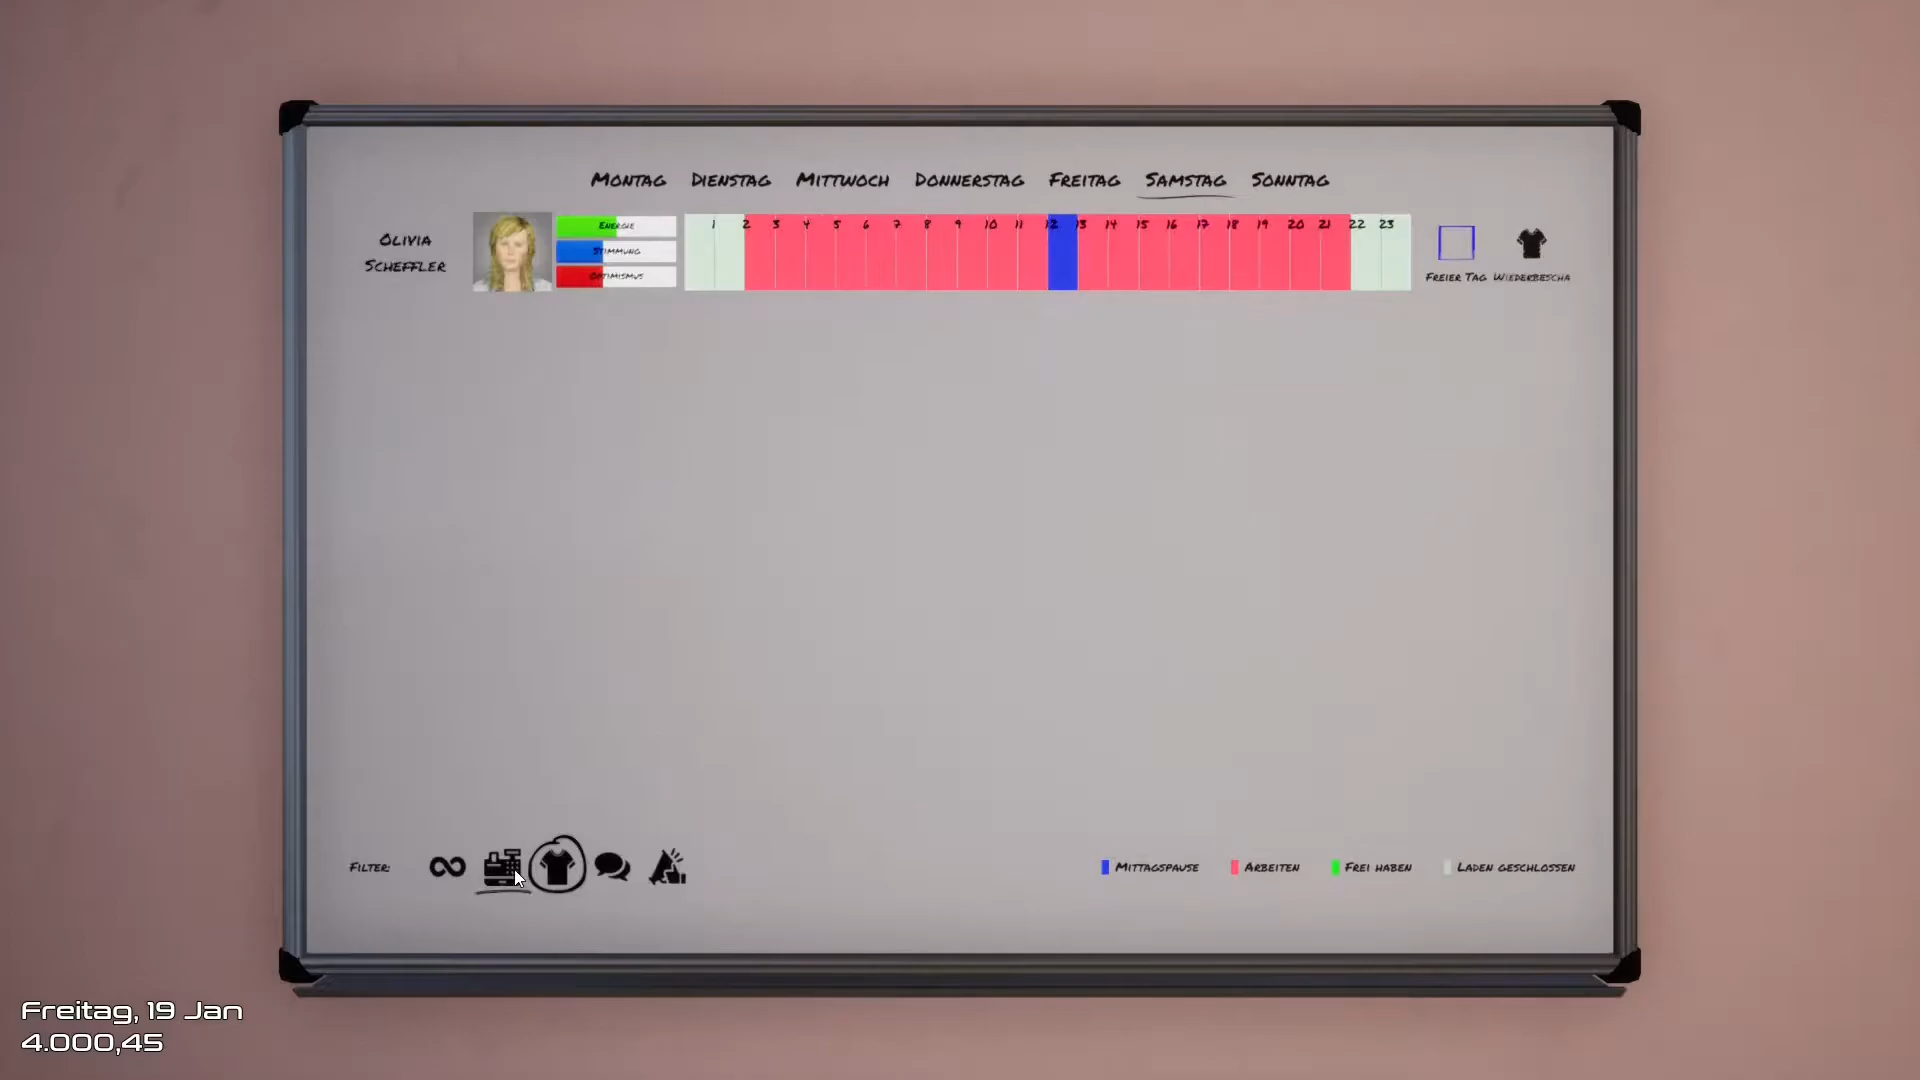 Montag Dienstag Mittwoch Donnerstag Freitag Samstag Sonntag
Olivia
Scheffler
Energie
Stimmung
Optimismus
1 2 3 4 5 6 7 8 9 10 11 12 13 14 15 16 17 18 19 20 21 22 23
Freier Tag Wiederbescha
Filter:
Mittagspause Arbeiten Frei haben Laden geschlossen
Freitag, 19 Jan
4.000,45